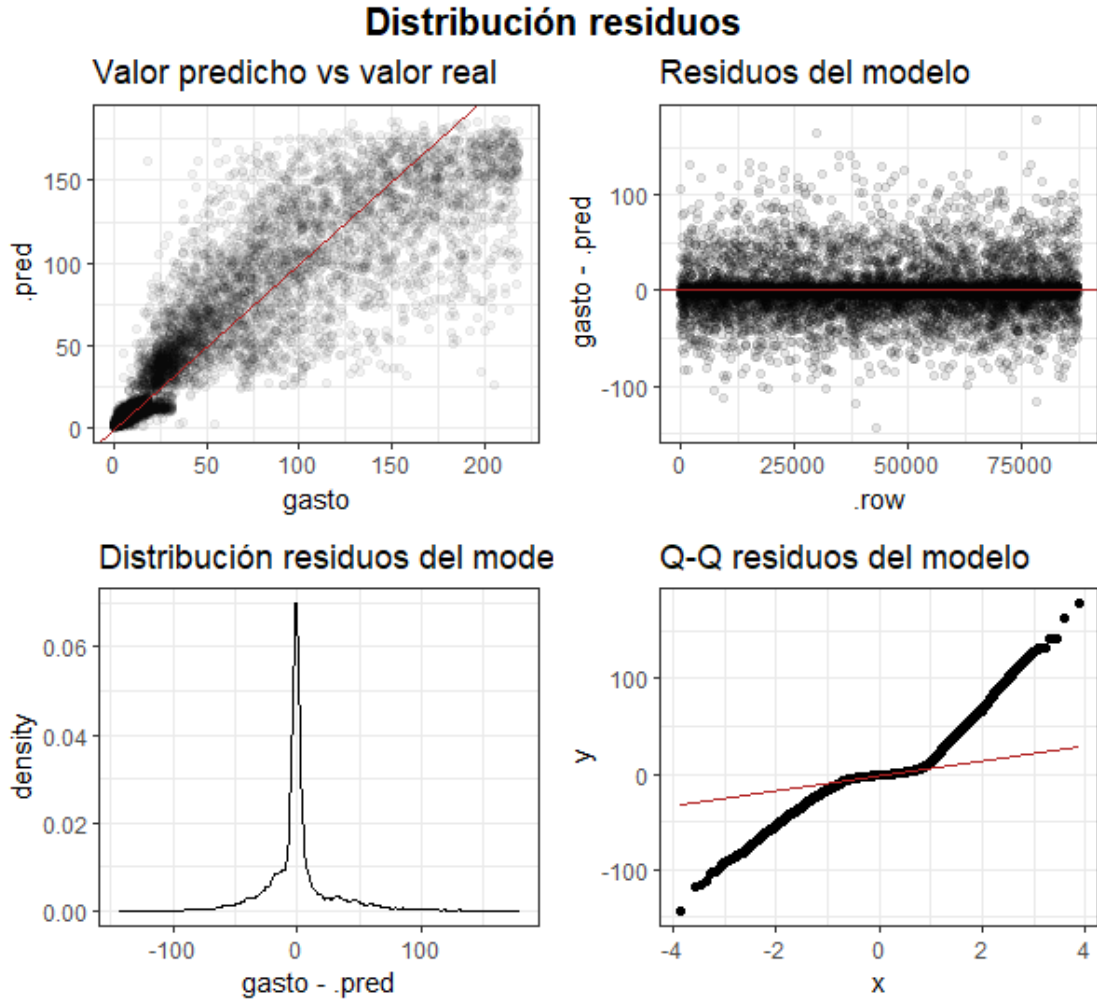 Distribución residuos
Valor predicho vs valor real
.pred
150
100
50
0
0 50 100 150 200
gasto
Residuos del modelo
gasto - .pred
100
0
-100
0 25000 50000 75000
.row
Distribución residuos del mode
density
0.06
0.04
0.02
0.00
-100 0 100
gasto - .pred
Q-Q residuos del modelo
y
100
0
-100
-4 -2 0 2 4
x